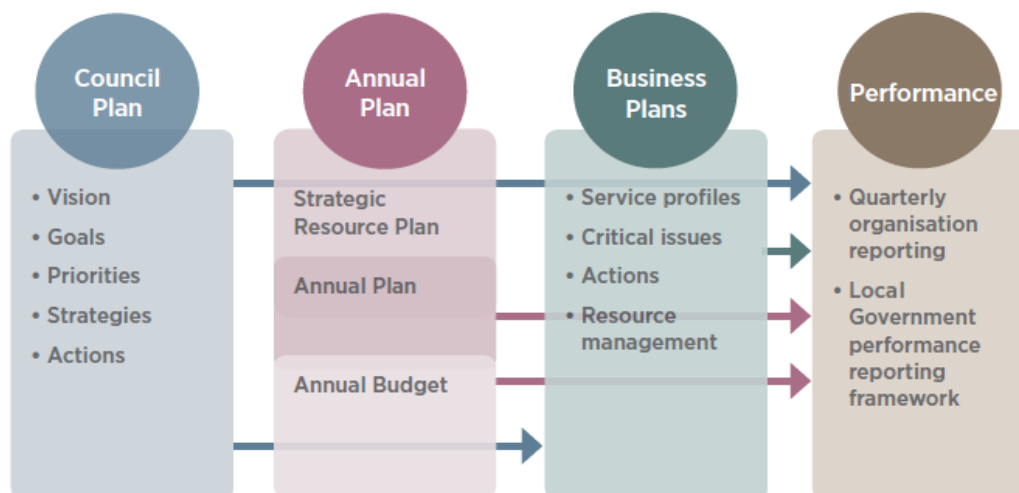 Council
Plan
Annual
Plan
Business
Plans
Performance
• Vision
• Goals
• Priorities
• Strategies
• Actions
Strategic
Resource Plan
Annual Plan
Annual Budget
• Service profiles
• Critical issues
• Actions
• Resource
management
• Quarterly
organisation
reporting
• Local
Government
performance
reporting
framework